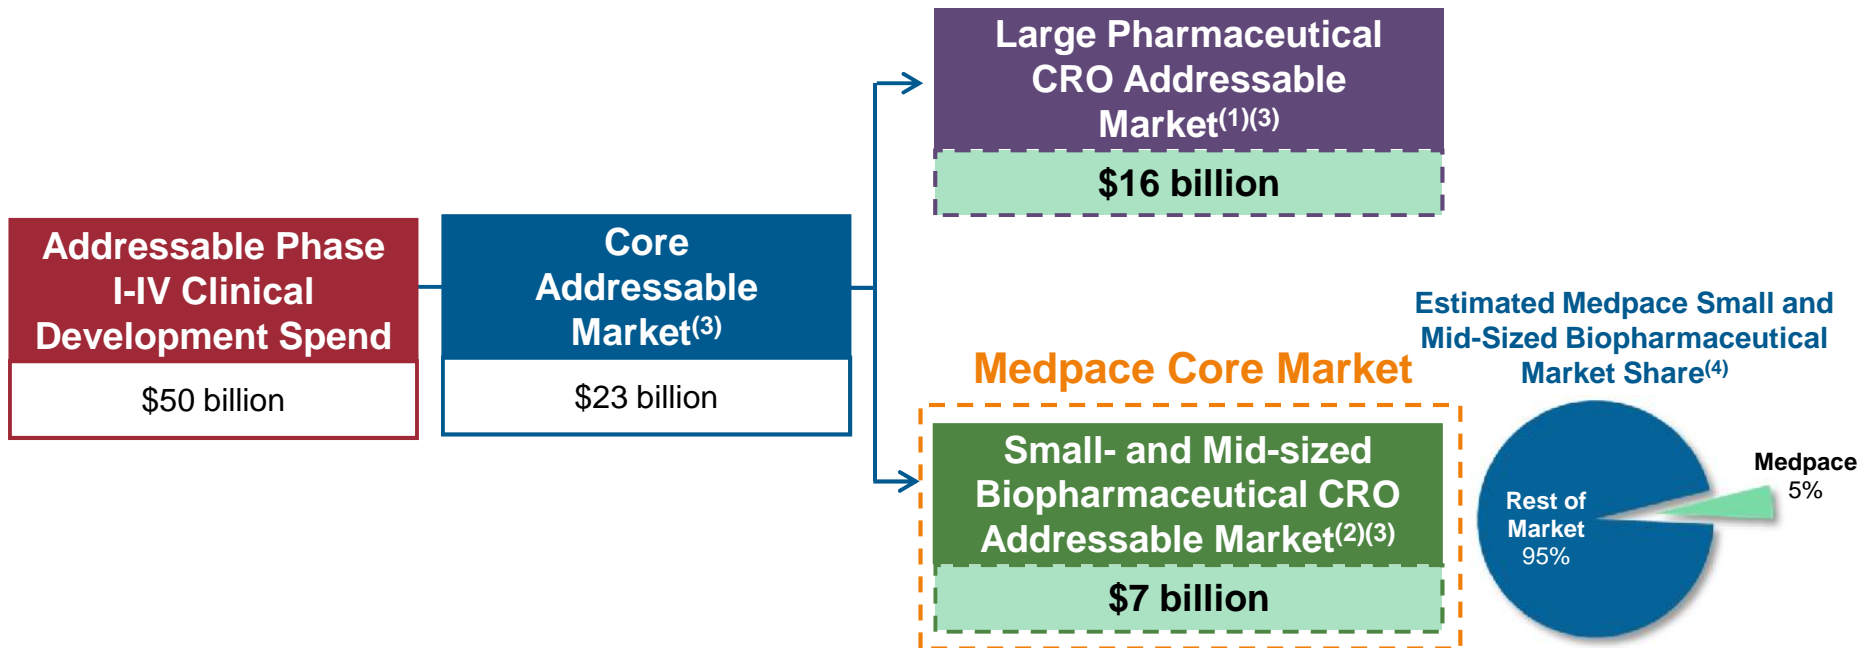 Large Pharmaceutical
CRO Addressable
Market(1)(3)
$16 billion
Addressable Phase
I-IV Clinical
Development Spend
$50 billion
Core
Addressable
Market(3)
$23 billion
Medpace Core Market
Small- and Mid-sized
Biopharmaceutical CRO
Addressable Market(2)(3)
$7 billion
Estimated Medpace Small and
Mid-Sized Biopharmaceutical
Market Share(4)
Medpace
5%
Rest of
Market
95%